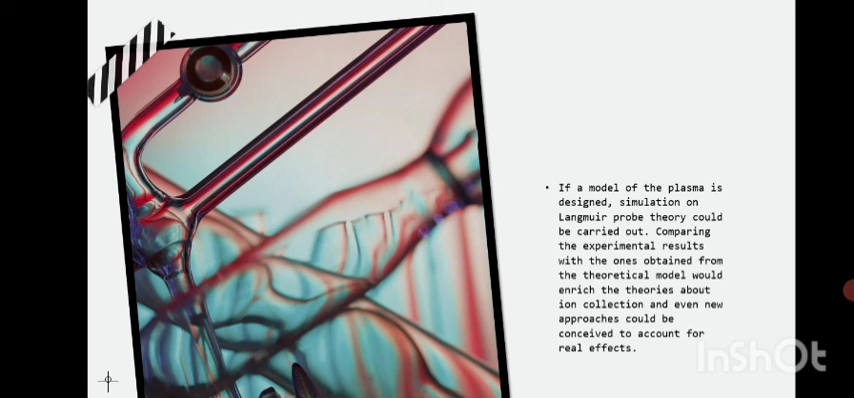 • If a model of the plasma is
designed, simulation on
Langmuir probe theory could
be carried out. Comparing
the experimental results
with the ones obtained from
the theoretical model would
enrich the theories about
ion collection and even new
approaches could be
conceived to account for
real effects.
InShOt